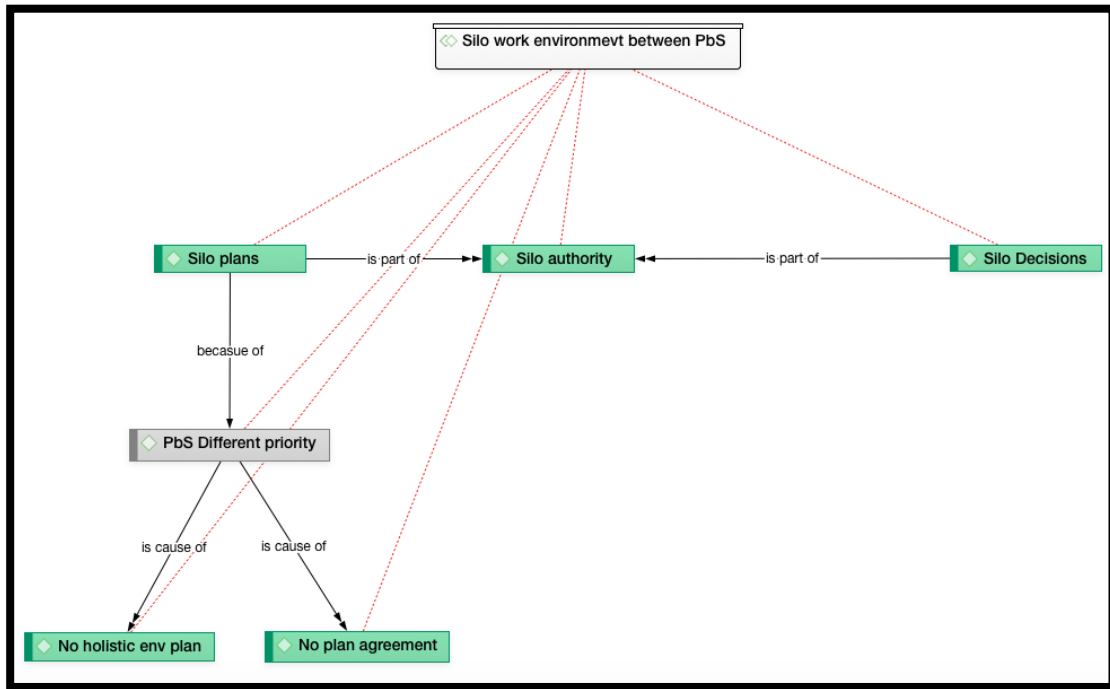 Silo work environmevt between PbS
Silo plans
is part of
Silo authority
is part of
Silo Decisions
becasue of
PbS Different priority
is cause of
is cause of
No holistic env plan
No plan agreement